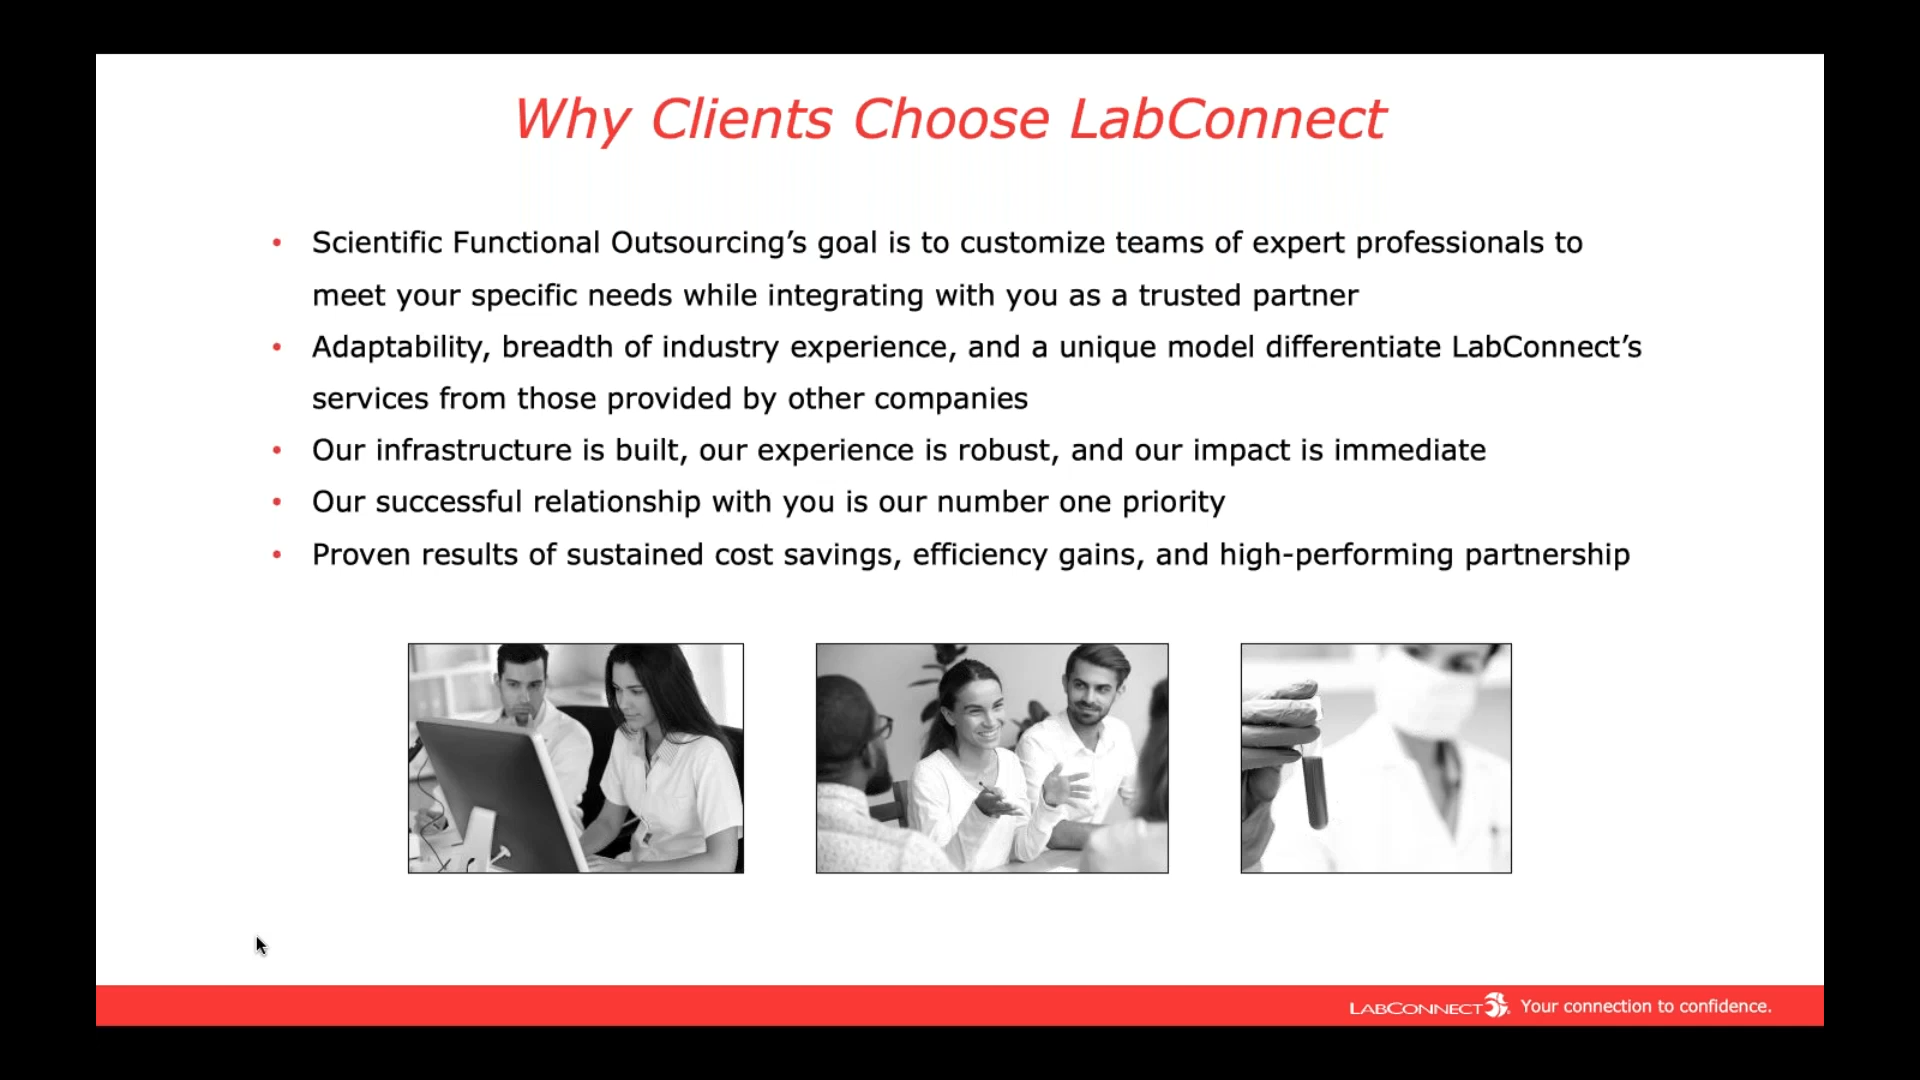 Why Clients Choose LabConnect
• Scientific Functional Outsourcing’s goal is to customize teams of expert professionals to
meet your specific needs while integrating with you as a trusted partner
• Adaptability, breadth of industry experience, and a unique model differentiate LabConnect’s
services from those provided by other companies
• Our infrastructure is built, our experience is robust, and our impact is immediate
• Our successful relationship with you is our number one priority
• Proven results of sustained cost savings, efficiency gains, and high-performing partnership
LABCONNECT Your connection to confidence.